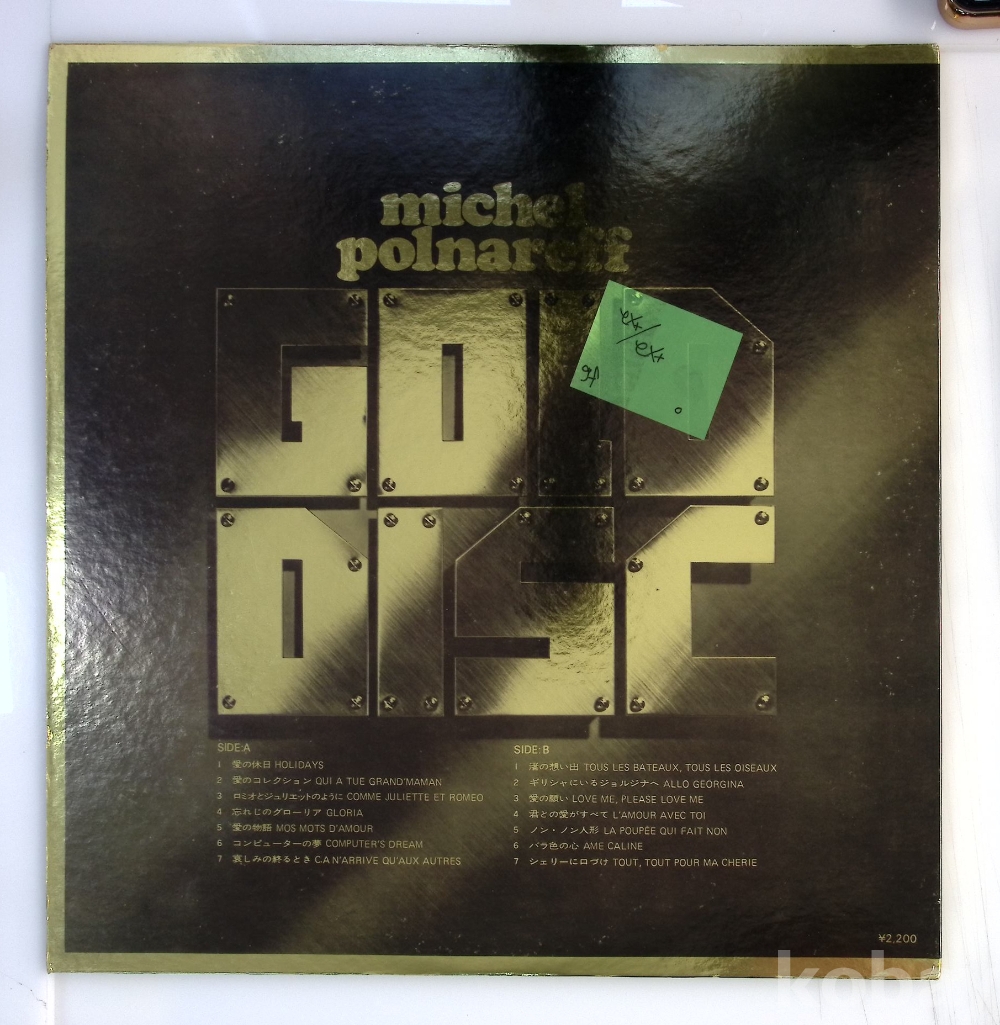 michel
polnareff
GOLD
DISC
SIDE:A
1 愛の休日 HOLIDAYS
2 愛のコレクション QUI A TUE GRAND'MAMAN
3 ロミオとジュリエットのように COMME JULIETTE ET ROMEO
4 忘れじのグローリア GLORIA
5 愛の物語 MOS MOTS D'AMOUR
6 コンピューターの夢 COMPUTER'S DREAM
7 哀しみの終るとき C.A.N'ARRIVE QU'AUX AUTRES
SIDE:B
1 渚の想い出 TOUS LES BATEAUX, TOUS LES OISEAUX
2 ギリシャにいるジョルジナへ ALLO GEORGINA
3 愛の願い LOVE ME, PLEASE LOVE ME
4 君との愛がすべて L'AMOUR AVEC TOI
5 ノン・ノン人形 LA POUPÉE QUI FAIT NON
6 バラ色の心 AME CALINE
7 シェリーに口づけ TOUT, TOUT POUR MA CHERIE
¥2,200